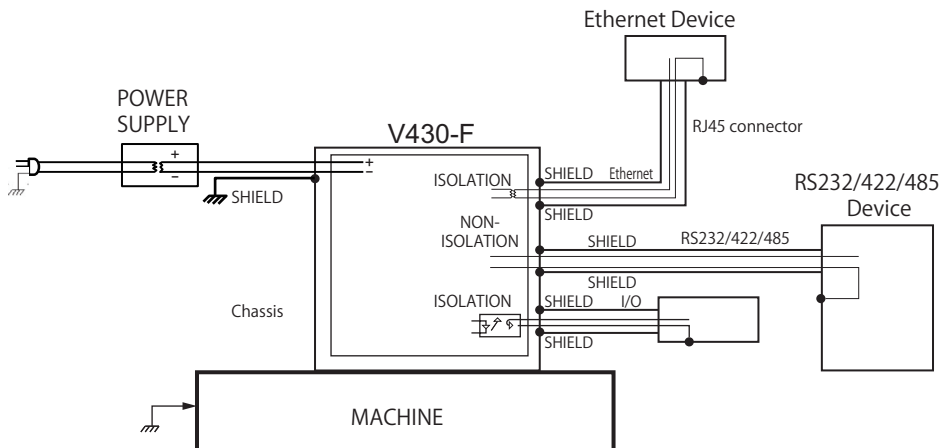 Ethernet Device
POWER
SUPPLY
+
−
RJ45 connector
V430-F
+
−
SHIELD
ISOLATION
SHIELD Ethernet
SHIELD
RS232/422/485
Device
NON-
ISOLATION
SHIELD RS232/422/485
SHIELD
ISOLATION
SHIELD I/O
SHIELD
Chassis
MACHINE